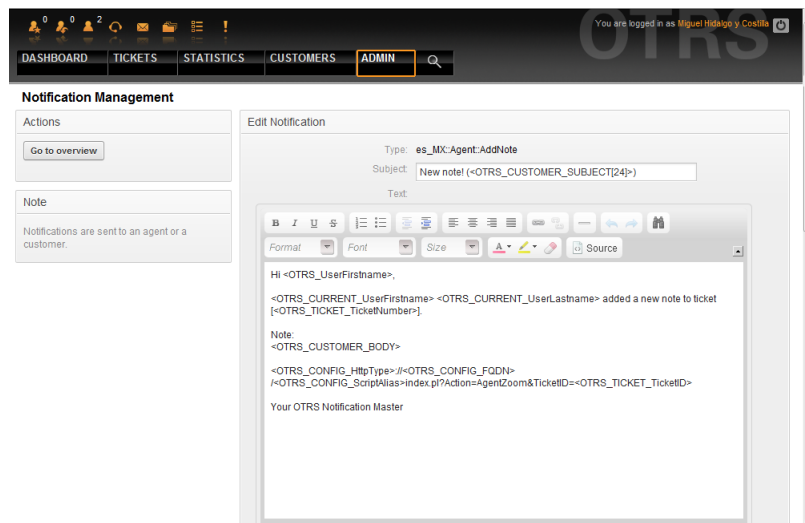 0 0 2
You are logged in as Miguel Hidalgo y Costilla
OTRS
DASHBOARD TICKETS STATISTICS CUSTOMERS ADMIN
Notification Management
Actions
Go to overview
Note
Notifications are sent to an agent or a
customer.
Edit Notification
Type: es_MX::Agent::AddNote
Subject: New note! (<OTRS_CUSTOMER_SUBJECT[24]>)
Text:
B I U S
Format Font Size A Source
Hi <OTRS_UserFirstname>,
<OTRS_CURRENT_UserFirstname> <OTRS_CURRENT_UserLastname> added a new note to ticket
[<OTRS_TICKET_TicketNumber>].
Note:
<OTRS_CUSTOMER_BODY>
<OTRS_CONFIG_HttpType>://<OTRS_CONFIG_FQDN>
/<OTRS_CONFIG_ScriptAlias>index.pl?Action=AgentZoom&TicketID=<OTRS_TICKET_TicketID>
Your OTRS Notification Master